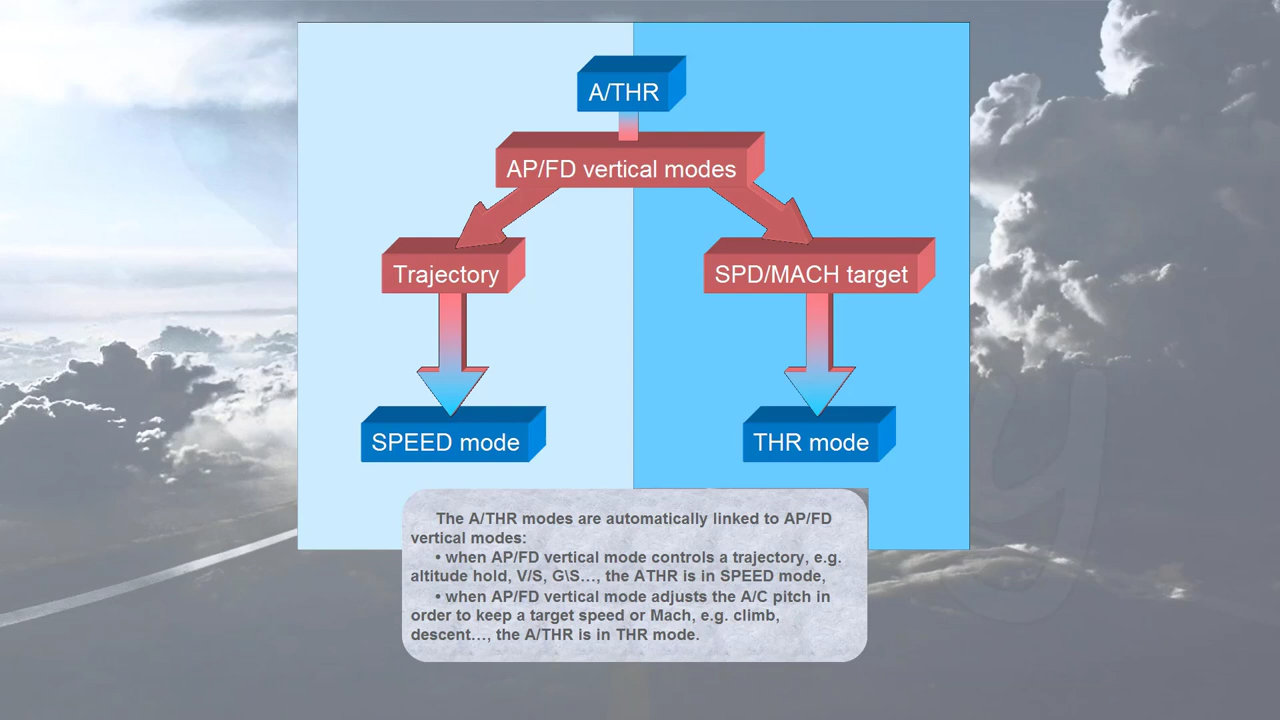 A/THR
AP/FD vertical modes
Trajectory
SPD/MACH target
SPEED mode
THR mode
The A/THR modes are automatically linked to AP/FD
vertical modes:
• when AP/FD vertical mode controls a trajectory, e.g.
altitude hold, V/S, G\S…, the ATHR is in SPEED mode,
• when AP/FD vertical mode adjusts the A/C pitch in
order to keep a target speed or Mach, e.g. climb,
descent…, the A/THR is in THR mode.